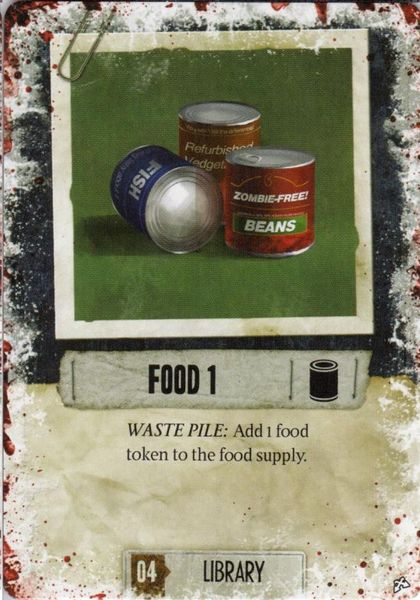 Refurbished
FISH
ZOMBIE-FREE!
BEANS
FOOD 1
WASTE PILE: Add 1 food
token to the food supply.
04 LIBRARY